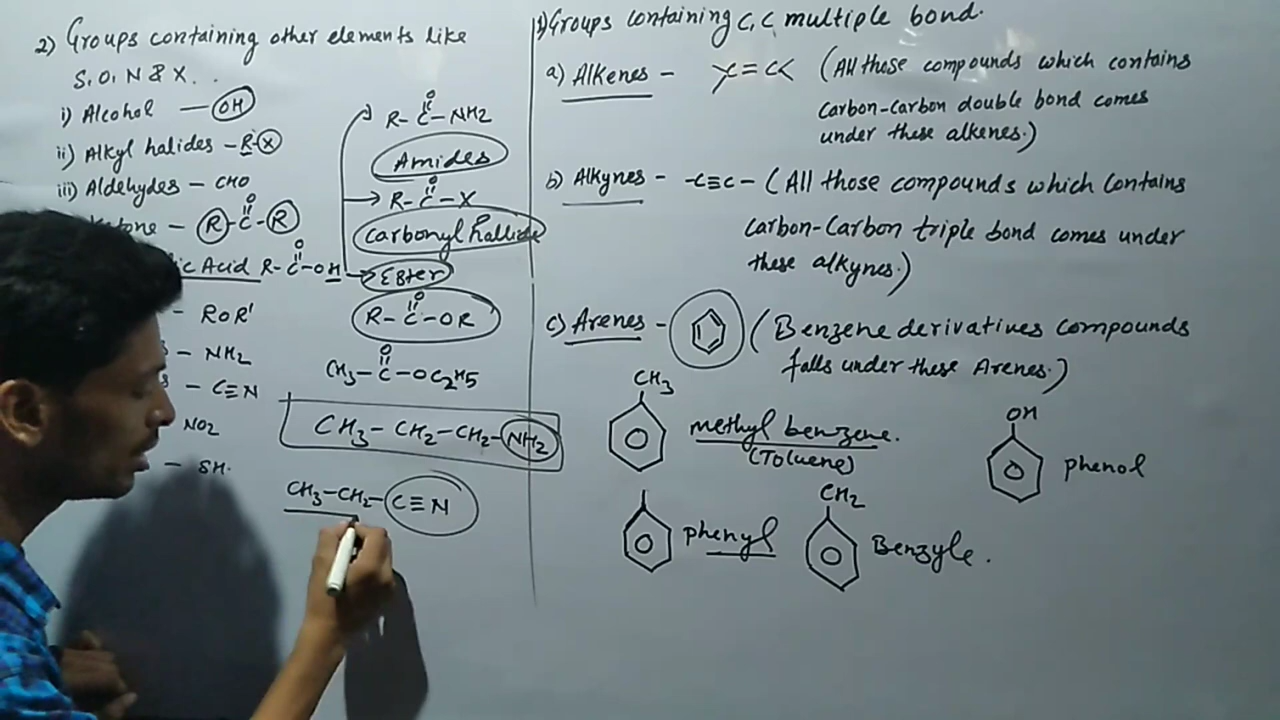 2) Groups containing other elements like
S, O, N & X.
i) Alcohol — OH
ii) Alkyl halides - R-X
iii) Aldehydes - CHO
tone - R-C-R
O
ic Acid R-C-OH
O
- ROR'
- NH2
- C≡N
NO2
- SH.
O
R-C-NH2
Amides
O
R-C-X
Carbonyl hallide
Ester
O
R-C-OR
O
CH3-C-OC2H5
CH3-CH2-CH2-NH2
CH3-CH2-C≡N
1) Groups containing C, C multiple bond.
a) Alkenes - >C=C< (All those compounds which contains
carbon-carbon double bond comes
under these alkenes.)
b) Alkynes - -C≡C- (All those compounds which Contains
carbon-Carbon triple bond comes under
these alkynes.)
c) Arenes - (Benzene derivatives compounds
falls under these Arenes.)
CH3
methyl benzene.
(Toluene)
OH
phenol
phenyl
CH2
Benzyle.